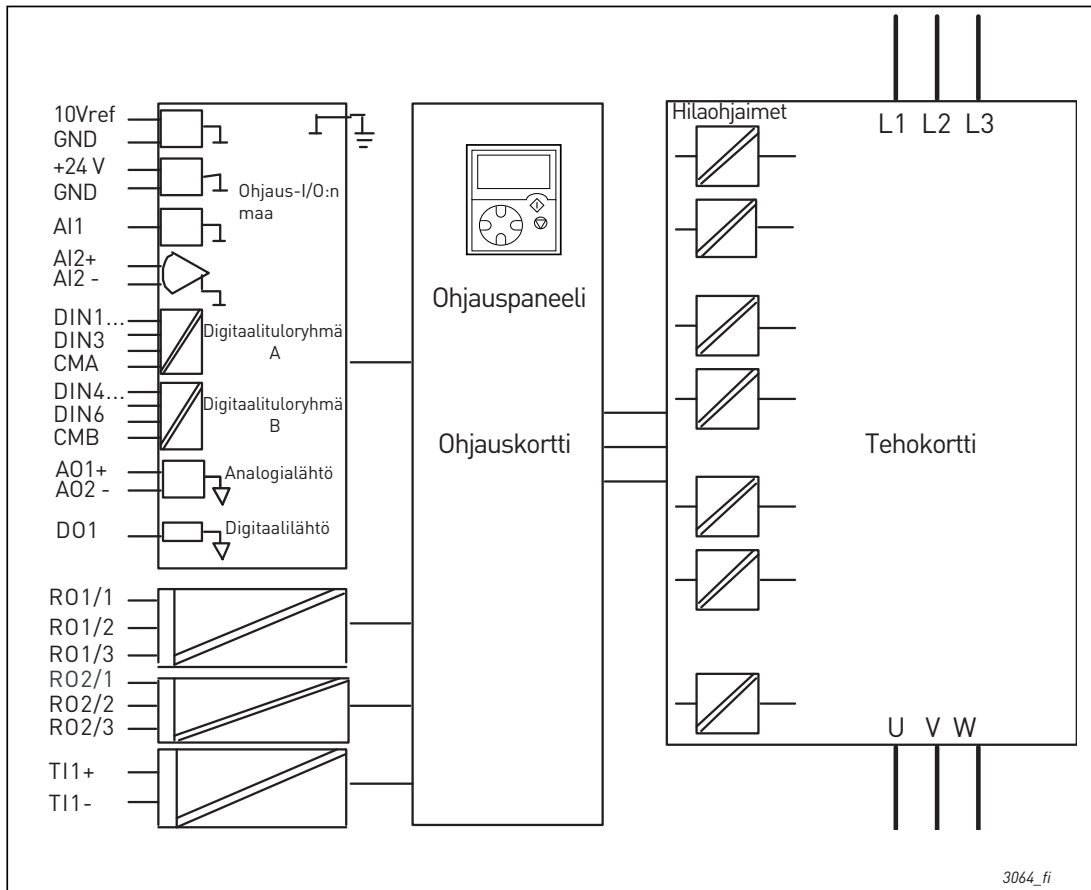 10Vref
GND
+24 V
GND
Ohjaus-I/O:n
maa
AI1
AI2+
AI2 -
DIN1...
DIN3
CMA
Digitaalituloryhmä
A
DIN4...
DIN6
CMB
Digitaalituloryhmä
B
AO1+
AO2 -
Analogialähtö
DO1
Digitaalilähtö
RO1/1
RO1/2
RO1/3
RO2/1
RO2/2
RO2/3
TI1+
TI1-
Ohjauspaneeli
Ohjauskortti
Hilaohjaimet
L1 L2 L3
Tehokortti
U V W
3064_fi